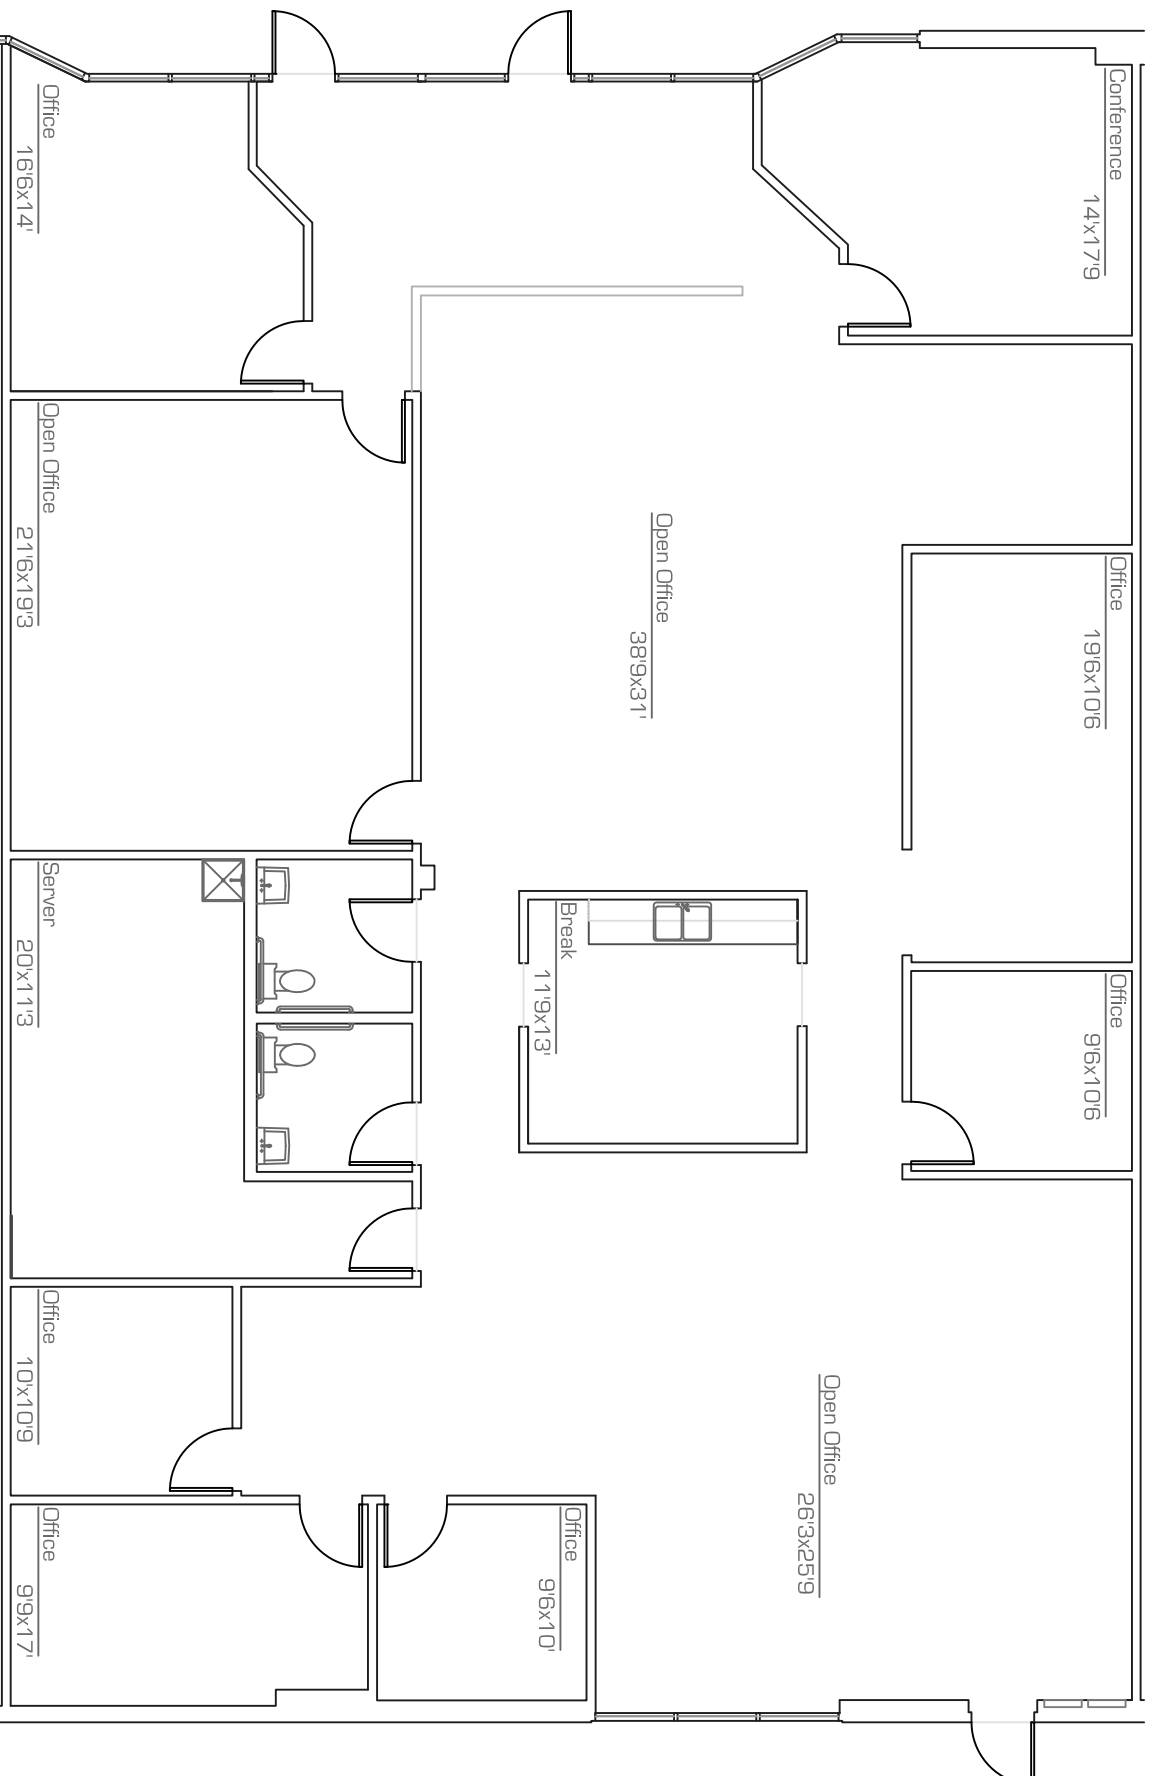 Office
16'6x14'
Conference
14'x17'9
Open Office
21'6x19'3
Open Office
38'9x31'
Office
19'6x10'6
Server
20'x11'3
Break
11'9x13'
Office
9'6x10'6
Office
10'x10'9
Open Office
26'3x25'9
Office
9'9x17'
Office
9'6x10'